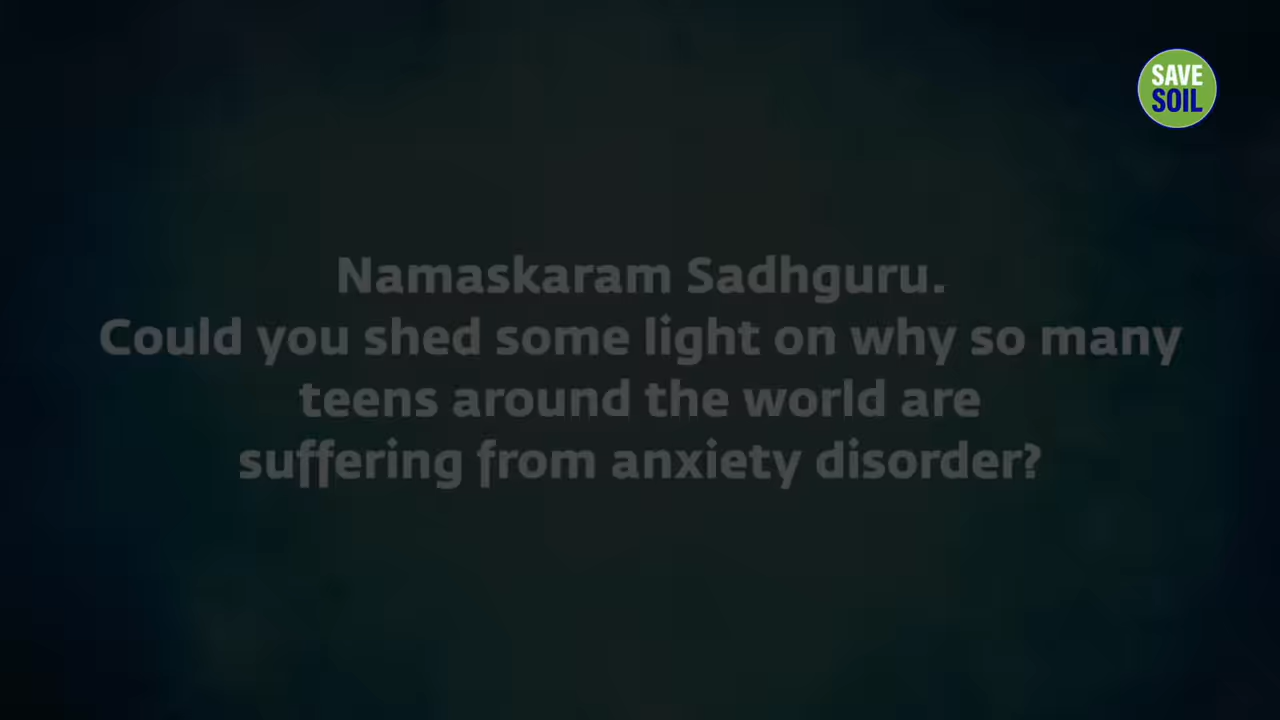 SAVE
SOIL
Namaskaram Sadhguru.
Could you shed some light on why so many
teens around the world are
suffering from anxiety disorder?